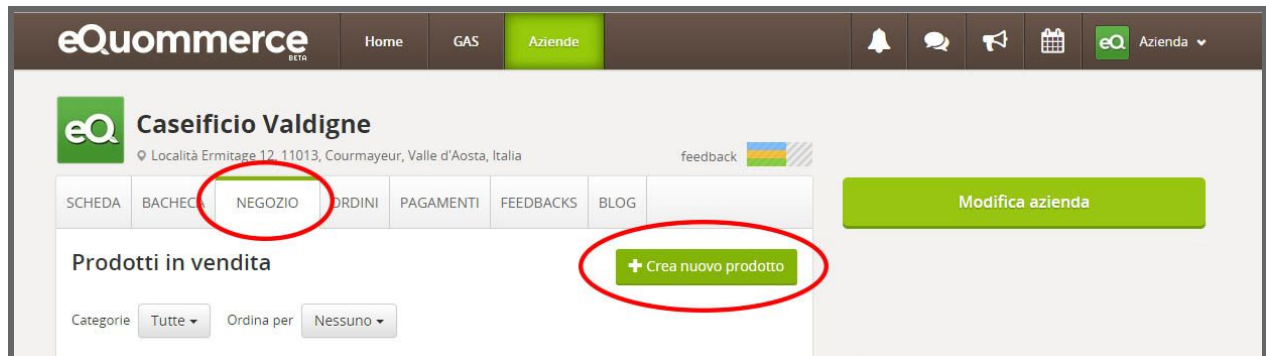 eQuommerce
BETA
Home GAS Aziende
eQ Azienda
eQ
Caseificio Valdigne
Località Ermitage 12, 11013, Courmayeur, Valle d'Aosta, Italia
feedback
SCHEDA BACHECA NEGOZIO ORDINI PAGAMENTI FEEDBACKS BLOG
Modifica azienda
Prodotti in vendita
Crea nuovo prodotto
Categorie Tutte Ordina per Nessuno